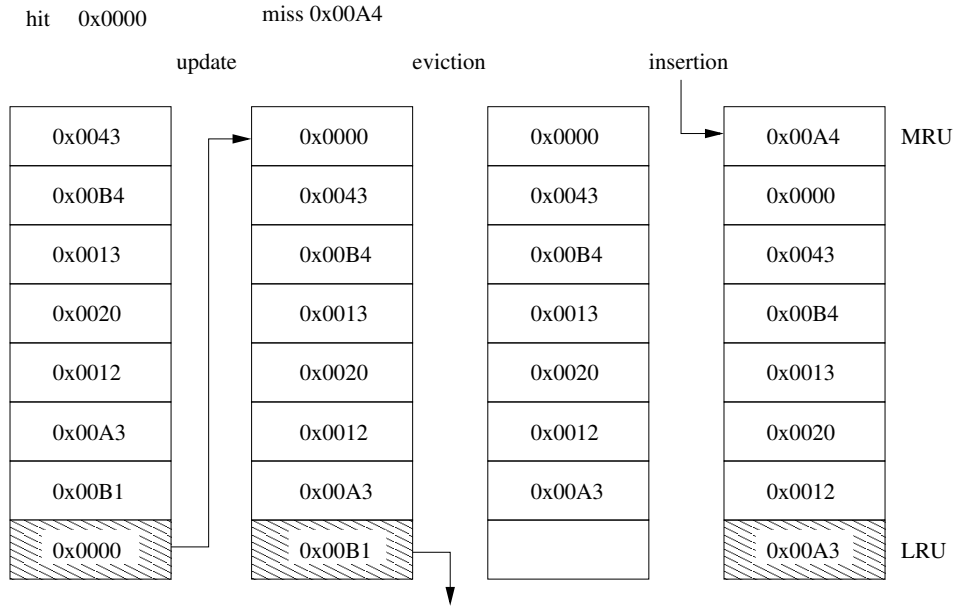 hit 0x0000
miss 0x00A4
update
eviction
insertion
0x0043
0x0000
0x0000
0x00A4
MRU
0x00B4
0x0043
0x0043
0x0000
0x0013
0x00B4
0x00B4
0x0043
0x0020
0x0013
0x0013
0x00B4
0x0012
0x0020
0x0020
0x0013
0x00A3
0x0012
0x0012
0x0020
0x00B1
0x00A3
0x00A3
0x0012
0x0000
0x00B1
0x00A3
LRU